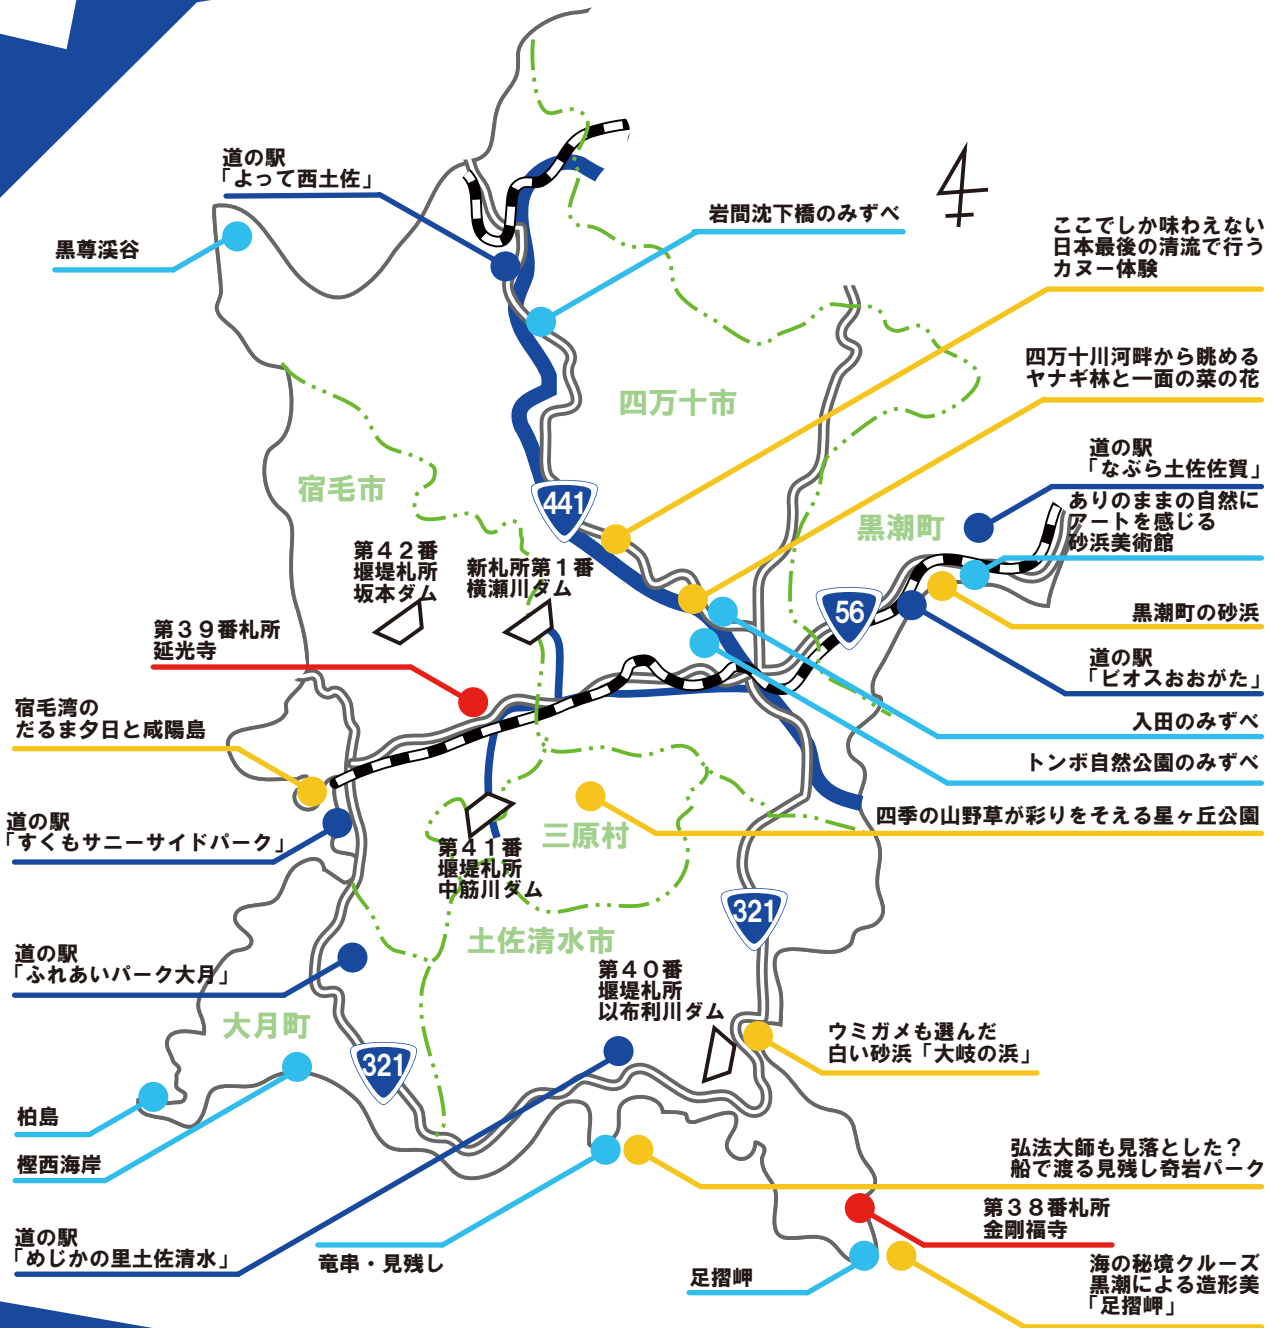 道の駅
「よって西土佐」
黒尊渓谷
岩間沈下橋のみずべ
ここでしか味わえない
日本最後の清流で行う
カヌー体験
四万十川河畔から眺める
ヤナギ林と一面の菜の花
四万十市
道の駅
「なぶら土佐佐賀」
宿毛市
441
黒潮町
ありのままの自然に
アートを感じる
砂浜美術館
第４２番
堰堤札所
坂本ダム
新札所第１番
横瀬川ダム
56
黒潮町の砂浜
第３９番札所
延光寺
道の駅
「ビオスおおがた」
宿毛湾の
だるま夕日と咸陽島
入田のみずべ
トンボ自然公園のみずべ
道の駅
「すくもサニーサイドパーク」
四季の山野草が彩りをそえる星ヶ丘公園
三原村
第４１番
堰堤札所
中筋川ダム
321
土佐清水市
道の駅
「ふれあいパーク大月」
第４０番
堰堤札所
以布利川ダム
大月町
321
ウミガメも選んだ
白い砂浜「大岐の浜」
柏島
樫西海岸
弘法大師も見落とした？
船で渡る見残し奇岩パーク
第３８番札所
金剛福寺
道の駅
「めじかの里土佐清水」
竜串・見残し
足摺岬
海の秘境クルーズ
黒潮による造形美
「足摺岬」